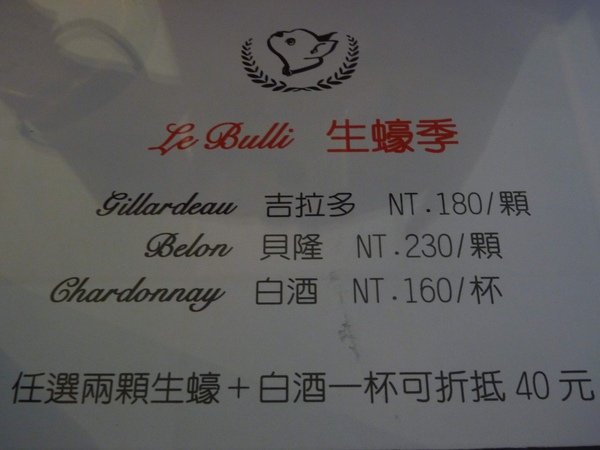 Le Bulli 生蠔季
Gillardeau 吉拉多 NT.180/顆
Belon 貝隆 NT.230/顆
Chardonnay 白酒 NT.160/杯
任選兩顆生蠔＋白酒一杯可折抵 40 元